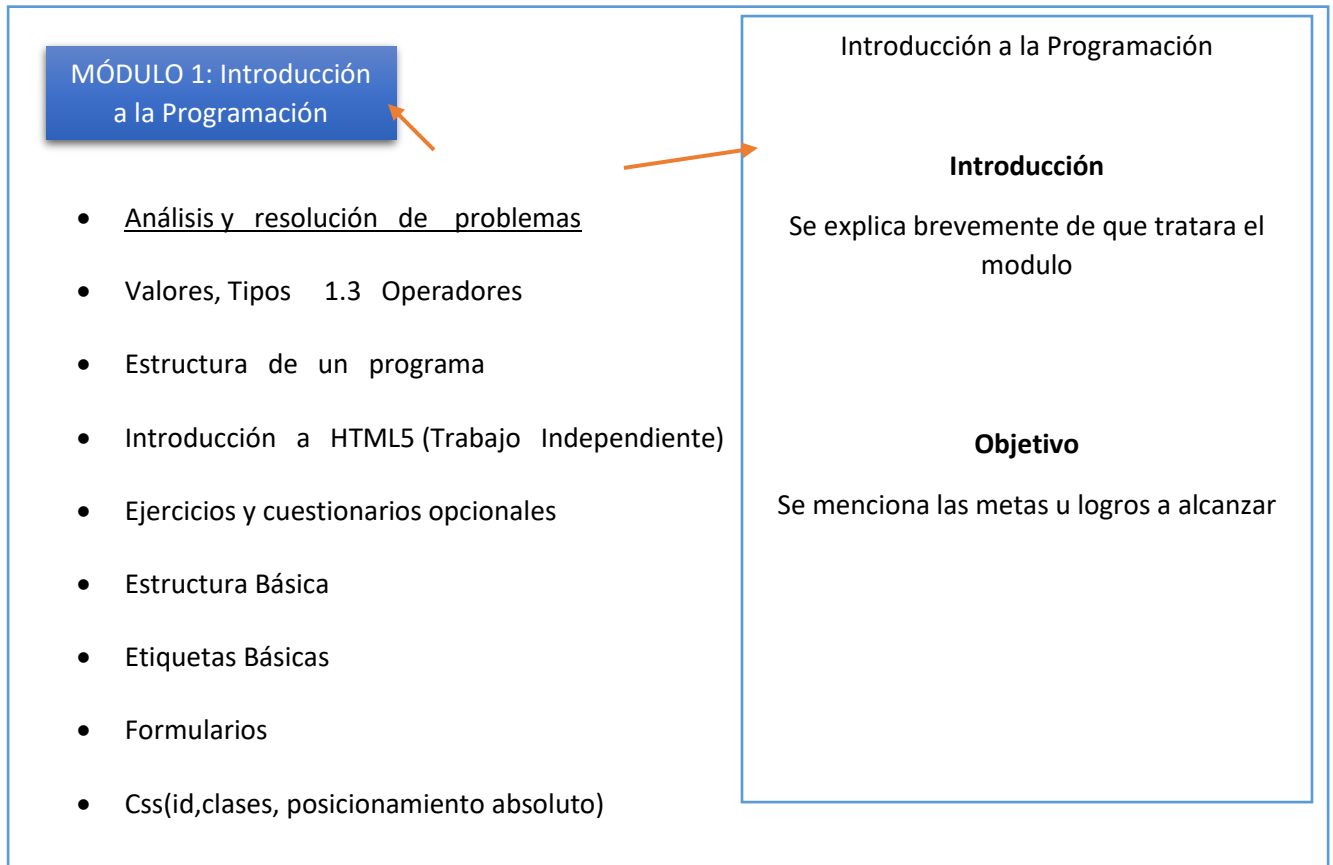 MÓDULO 1: Introducción
a la Programación
• Análisis y resolución de problemas
• Valores, Tipos 1.3 Operadores
• Estructura de un programa
• Introducción a HTML5 (Trabajo Independiente)
• Ejercicios y cuestionarios opcionales
• Estructura Básica
• Etiquetas Básicas
• Formularios
• Css(id,clases, posicionamiento absoluto)
Introducción a la Programación
Introducción
Se explica brevemente de que tratara el
modulo
Objetivo
Se menciona las metas u logros a alcanzar